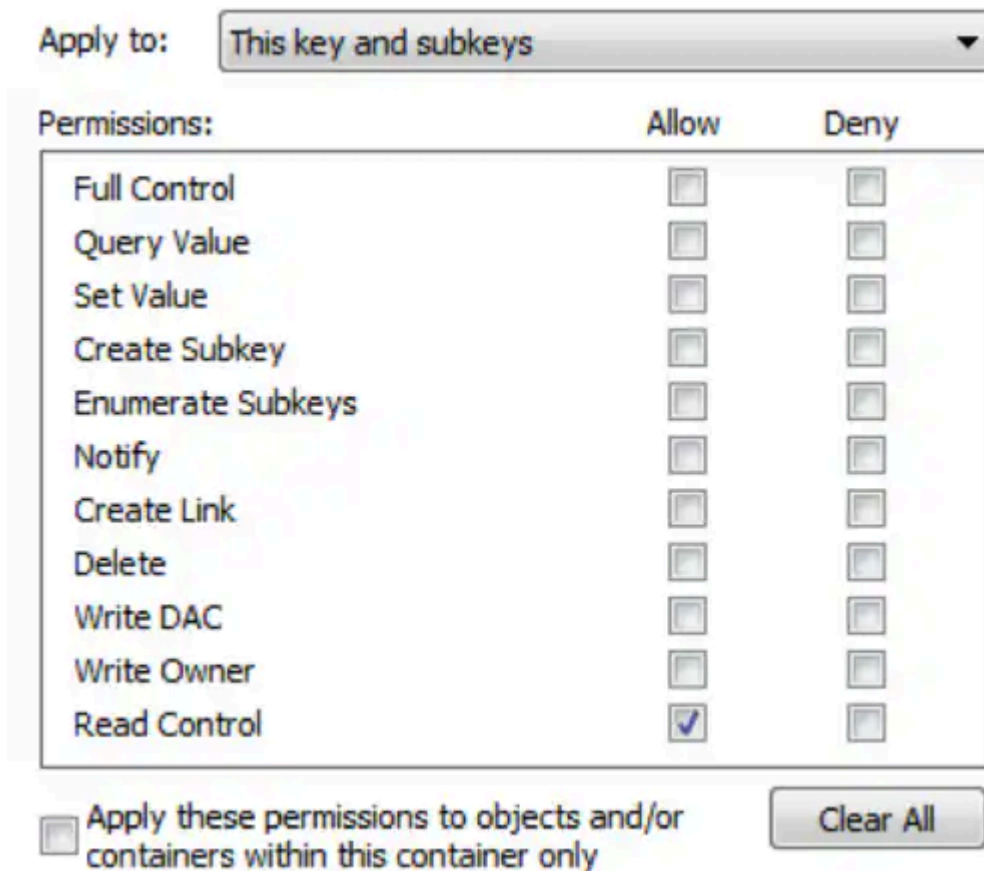 Apply to: This key and subkeys
Permissions: Allow Deny
Full Control
Query Value
Set Value
Create Subkey
Enumerate Subkeys
Notify
Create Link
Delete
Write DAC
Write Owner
Read Control
Apply these permissions to objects and/or
containers within this container only
Clear All